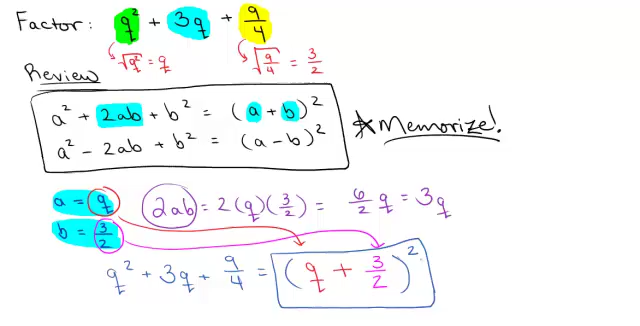 Factor: q² + 3q + 9/4
√q² = q √9/4 = 3/2
Review
a² + 2ab + b² = (a + b)²
a² - 2ab + b² = (a - b)²
Memorize!
a = q
b = 3/2
2ab = 2(q)(3/2) = 6/2 q = 3q
q² + 3q + 9/4 = (q + 3/2)²